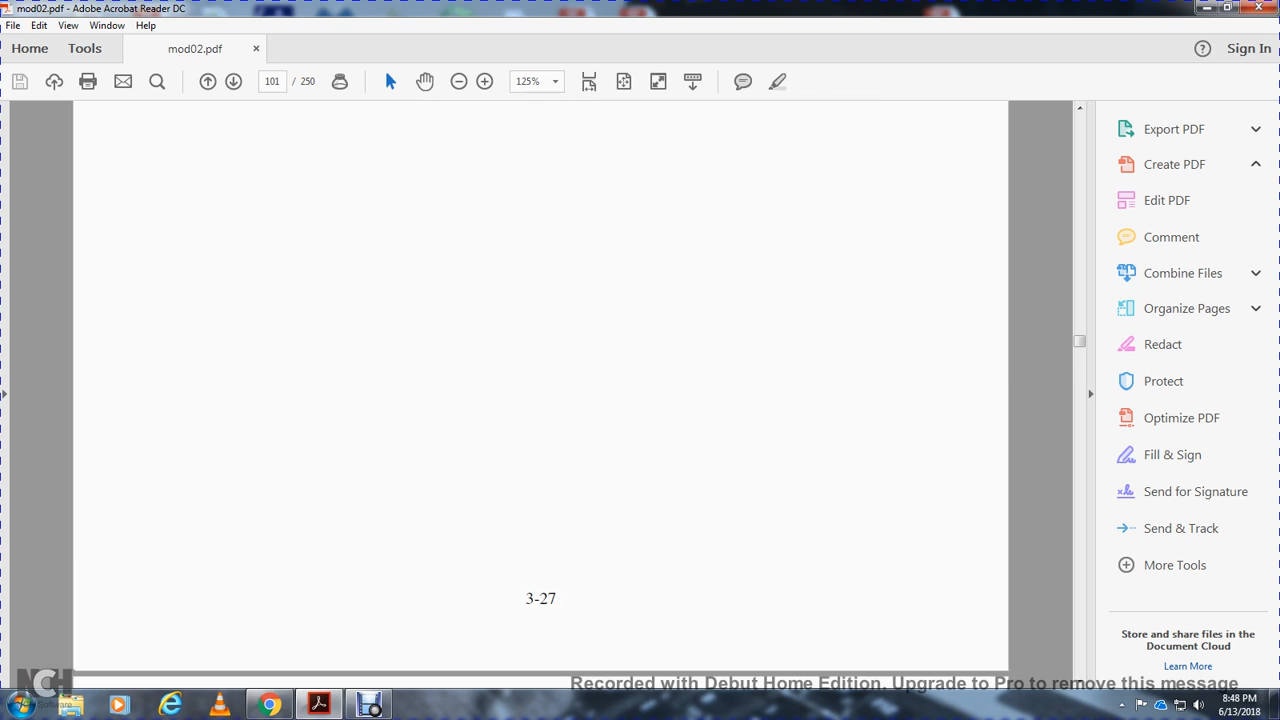 mod02.pdf - Adobe Acrobat Reader DC
File Edit View Window Help
Home Tools mod02.pdf × Sign In
101 / 250 125%
Export PDF
Create PDF
Edit PDF
Comment
Combine Files
Organize Pages
Redact
Protect
Optimize PDF
Fill & Sign
Send for Signature
Send & Track
More Tools
3-27
Store and share files in the
Document Cloud
Learn More
Recorded with Debut Home Edition. Upgrade to Pro to remove this message
NCH
Software
8:48 PM
6/13/2018